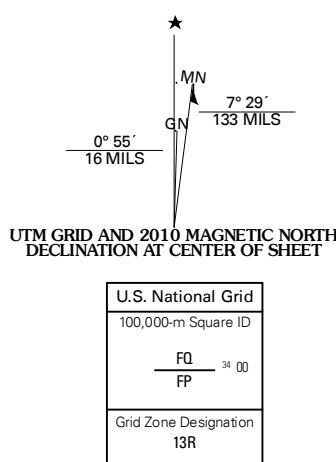 MN
7° 29´
133 MILS
GN
0° 55´
16 MILS
UTM GRID AND 2010 MAGNETIC NORTH
DECLINATION AT CENTER OF SHEET
U.S. National Grid
100,000-m Square ID
FQ
34 00
FP
Grid Zone Designation
13R